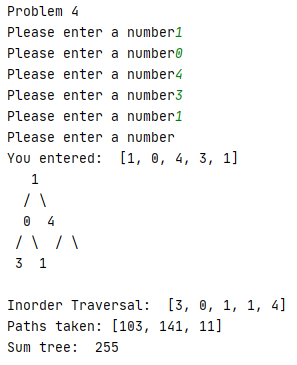 Problem 4
Please enter a number1
Please enter a number0
Please enter a number4
Please enter a number3
Please enter a number1
Please enter a number
You entered:  [1, 0, 4, 3, 1]
   1
  / \
  0  4
 / \  / \
 3  1

Inorder Traversal:  [3, 0, 1, 1, 4]
Paths taken: [103, 141, 11]
Sum tree:  255